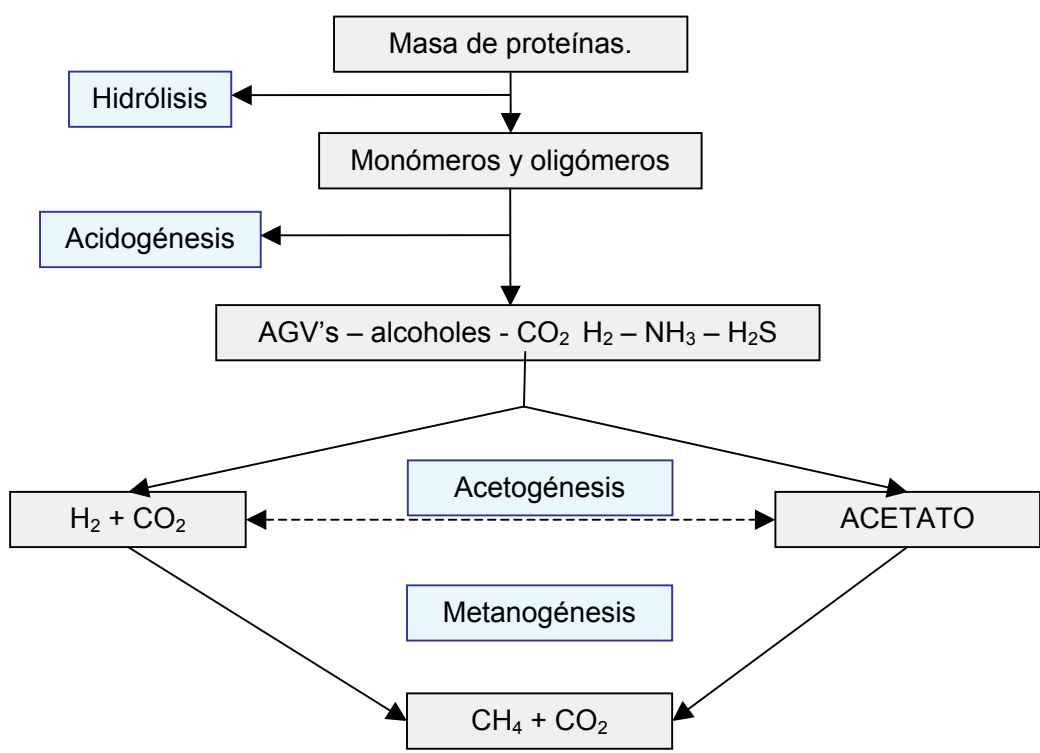 Masa de proteínas.
Hidrólisis
Monómeros y oligómeros
Acidogénesis
AGV’s – alcoholes - CO₂ H₂ – NH₃ – H₂S
Acetogénesis
H₂ + CO₂
ACETATO
Metanogénesis
CH₄ + CO₂